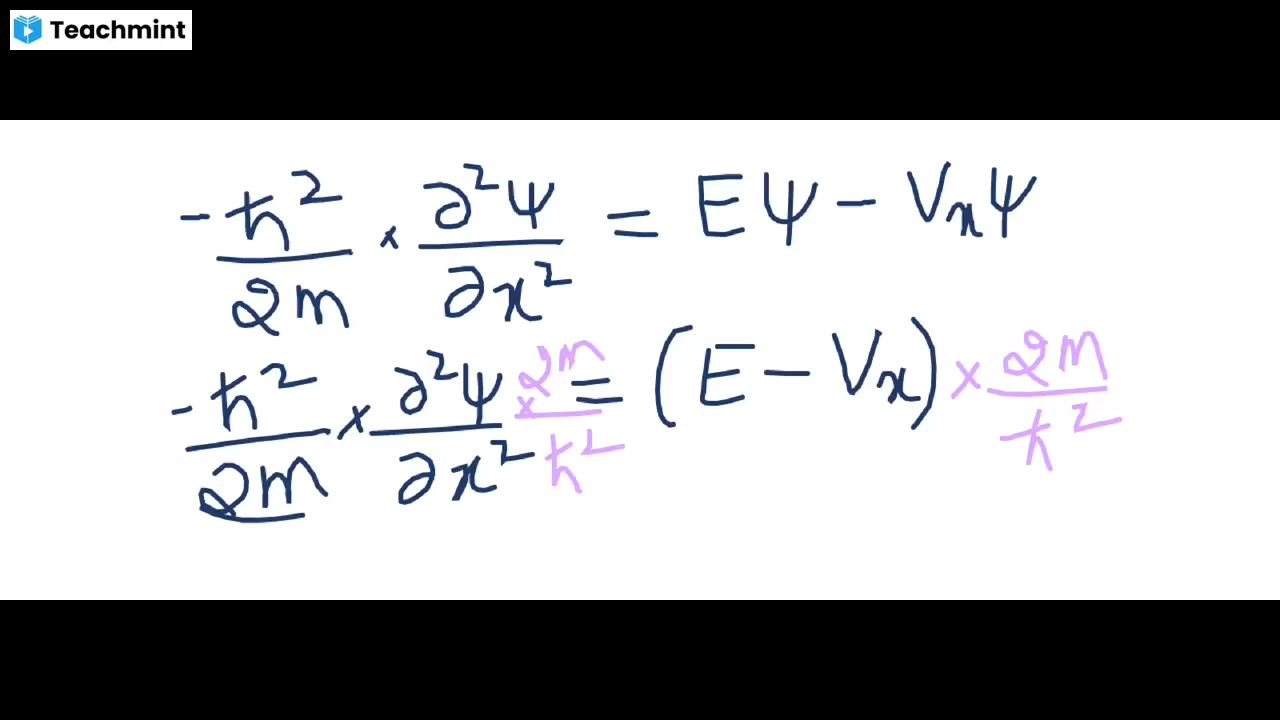 Teachmint
-ℏ²/2m × ∂²Ψ/∂x² = EΨ - VₓΨ
-ℏ²/2m × ∂²Ψ/∂x² × 2m/ℏ² = (E - Vₓ) × 2m/ℏ²